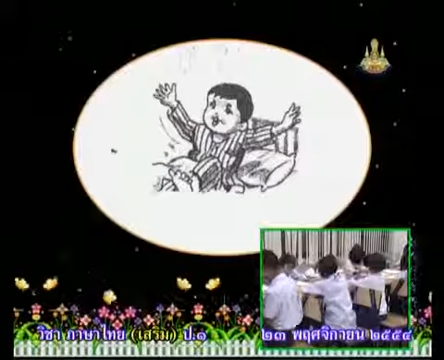 วิชา ภาษาไทย (เสริม) ป.๑
๒๓ พฤศจิกายน ๒๕๕๔